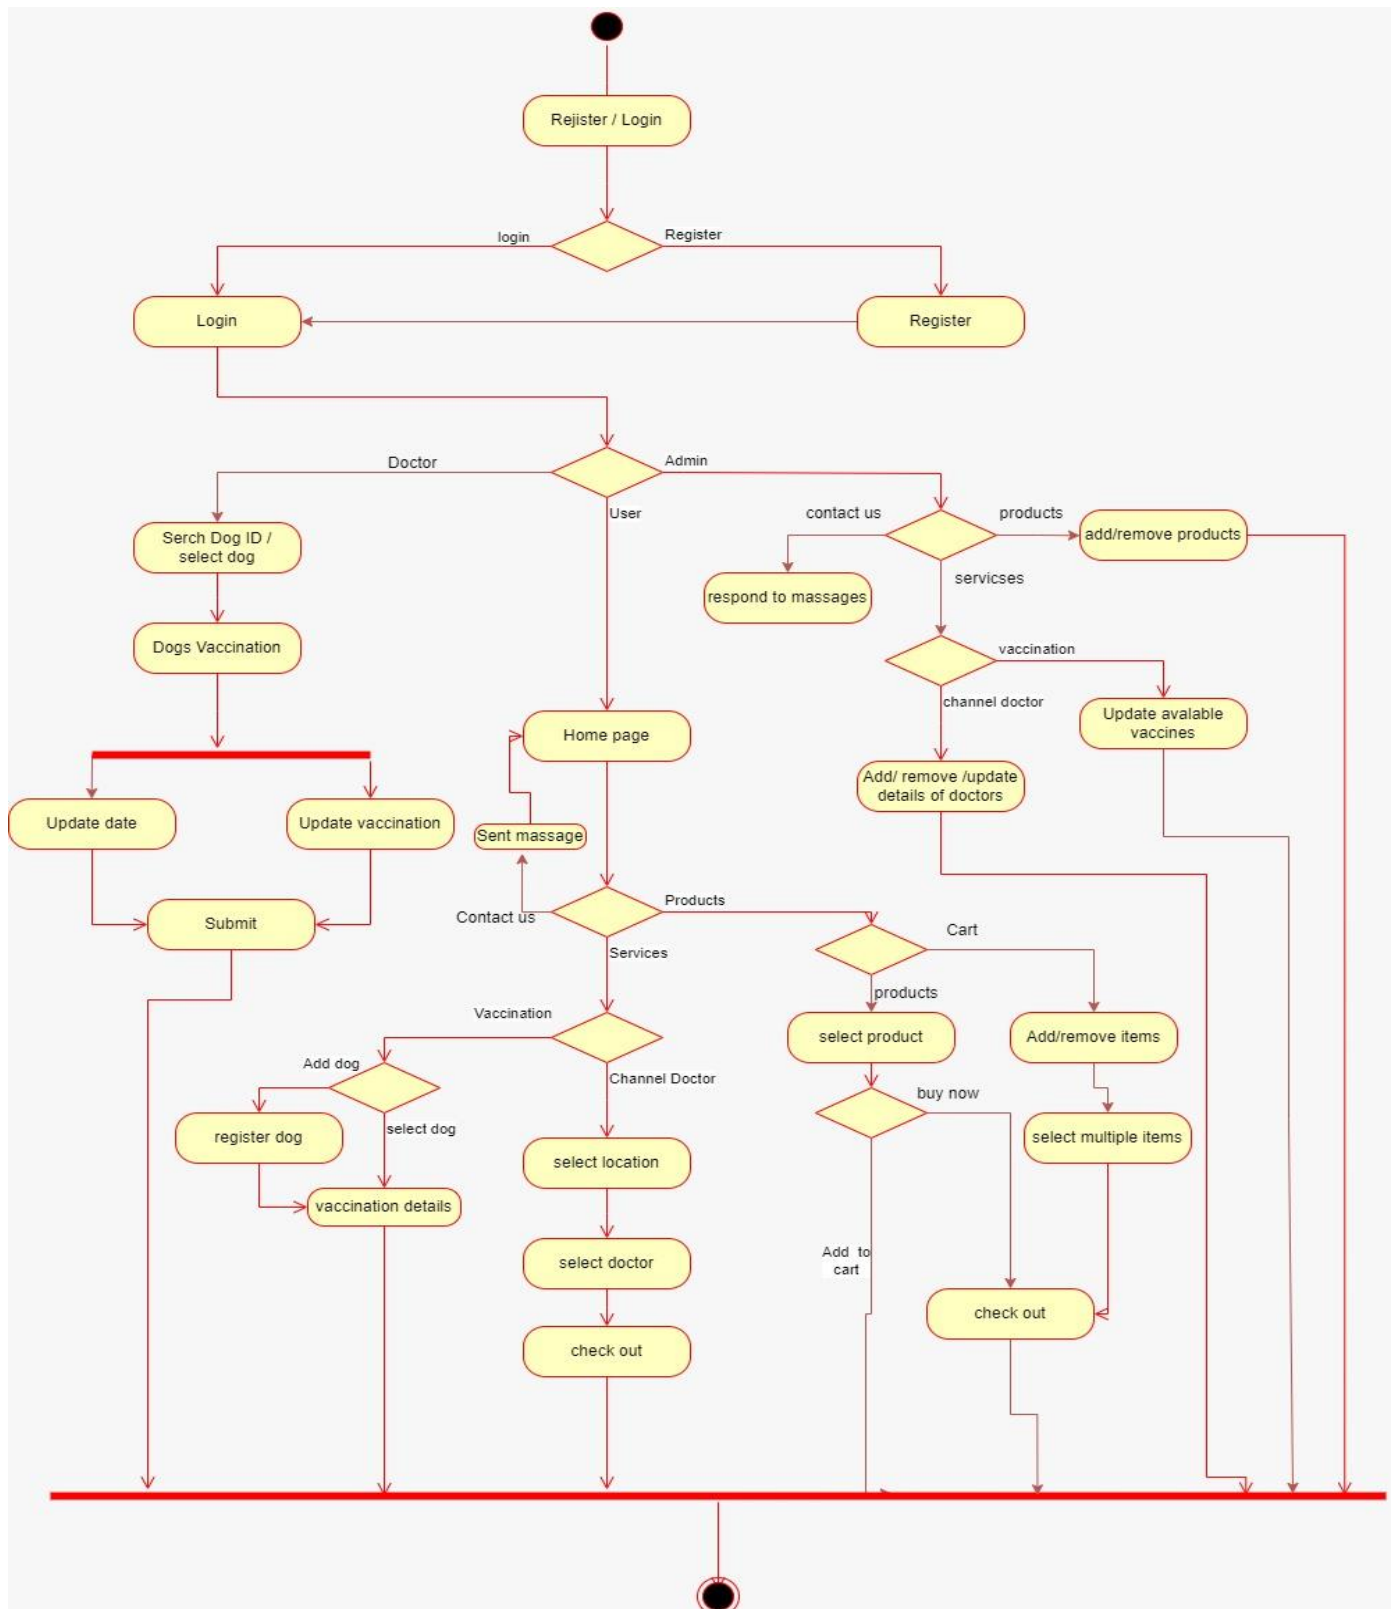 Rejister / Login
login
Register
Login
Register
Doctor
Admin
User
contact us
products
add/remove products
Serch Dog ID /
select dog
servicses
respond to massages
Dogs Vaccination
vaccination
channel doctor
Update avalable
vaccines
Home page
Add/ remove /update
details of doctors
Update date
Update vaccination
Sent massage
Products
Contact us
Submit
Cart
Services
products
Vaccination
select product
Add/remove items
Add dog
Channel Doctor
buy now
select dog
register dog
select multiple items
select location
vaccination details
Add to
cart
select doctor
check out
check out